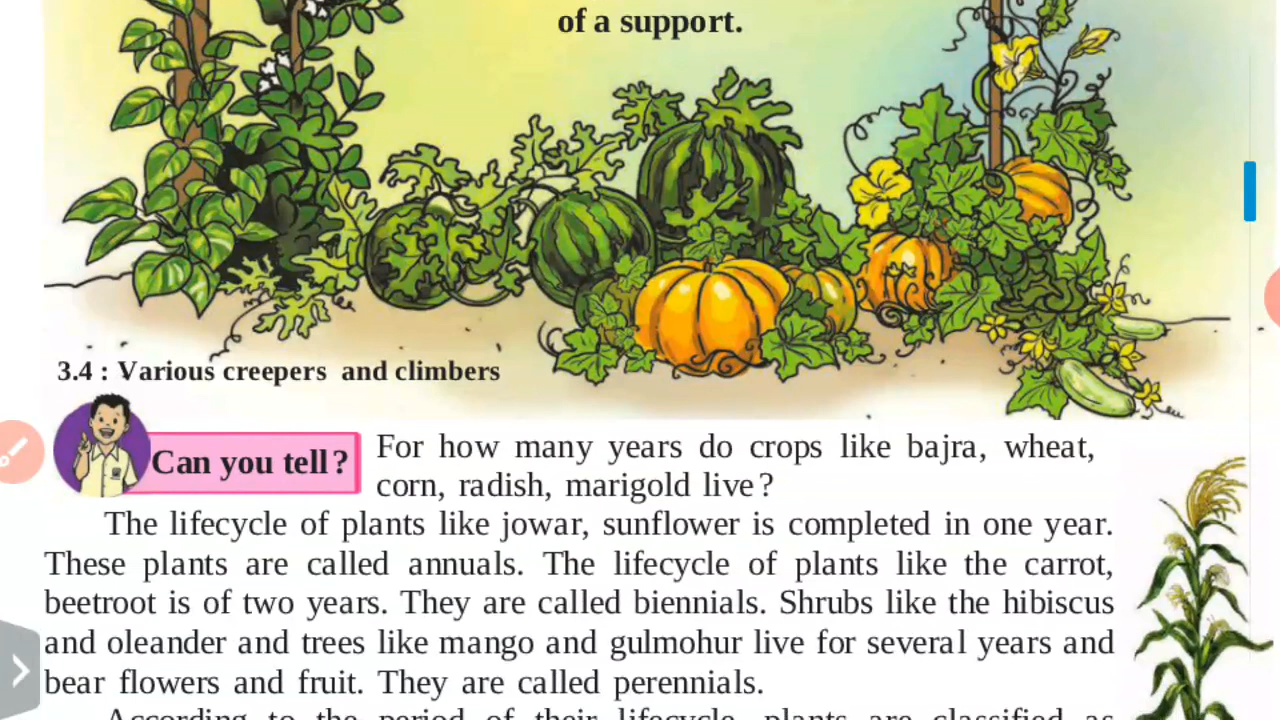 of a support.
3.4 : Various creepers and climbers
Can you tell?
For how many years do crops like bajra, wheat,
corn, radish, marigold live?
The lifecycle of plants like jowar, sunflower is completed in one year.
These plants are called annuals. The lifecycle of plants like the carrot,
beetroot is of two years. They are called biennials. Shrubs like the hibiscus
and oleander and trees like mango and gulmohur live for several years and
bear flowers and fruit. They are called perennials.
According to the period of their lifecycle, plants are classified as